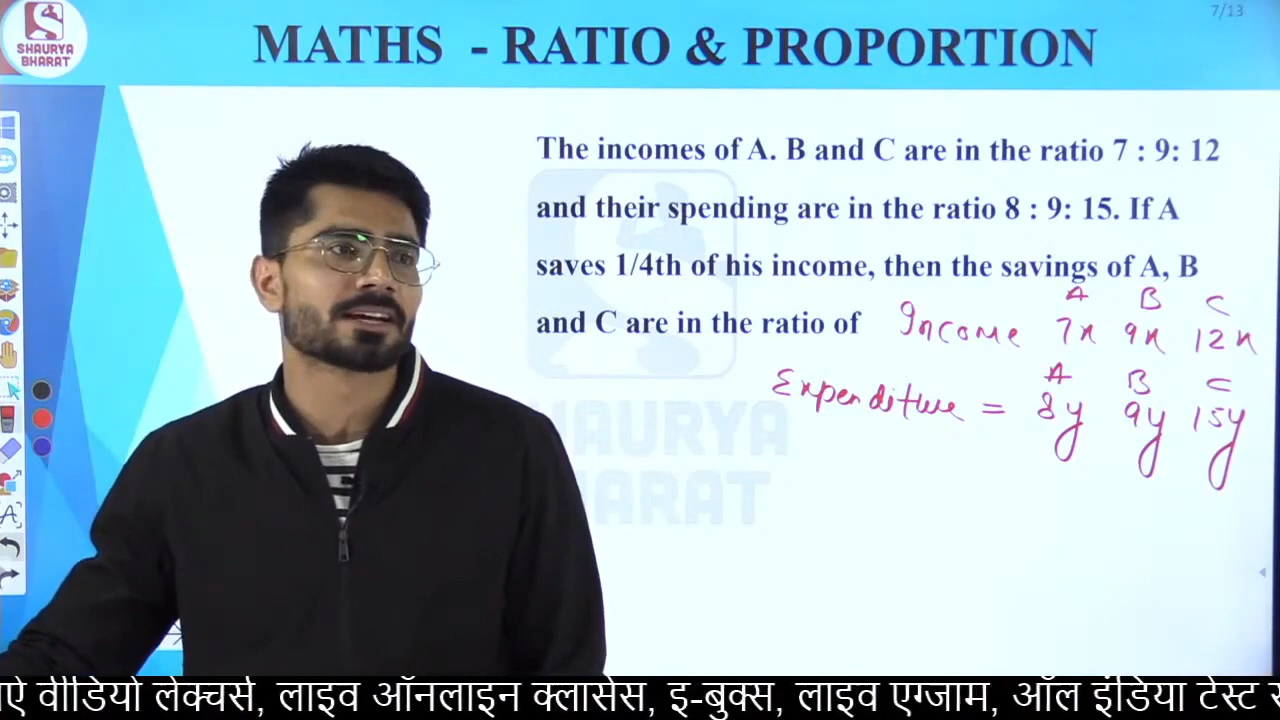 7/13
SHAURYA
BHARAT
MATHS - RATIO & PROPORTION
The incomes of A. B and C are in the ratio 7 : 9: 12
and their spending are in the ratio 8 : 9: 15. If A
saves 1/4th of his income, then the savings of A, B
and C are in the ratio of
A B C
Income 7x 9x 12x
A B C
Expenditure = 8y 9y 15y
SHAURYA
BHARAT
वीडियो लेक्चर्स, लाइव ऑनलाइन क्लासेस, इ-बुक्स, लाइव एग्जाम, ऑल इंडिया टेस्ट